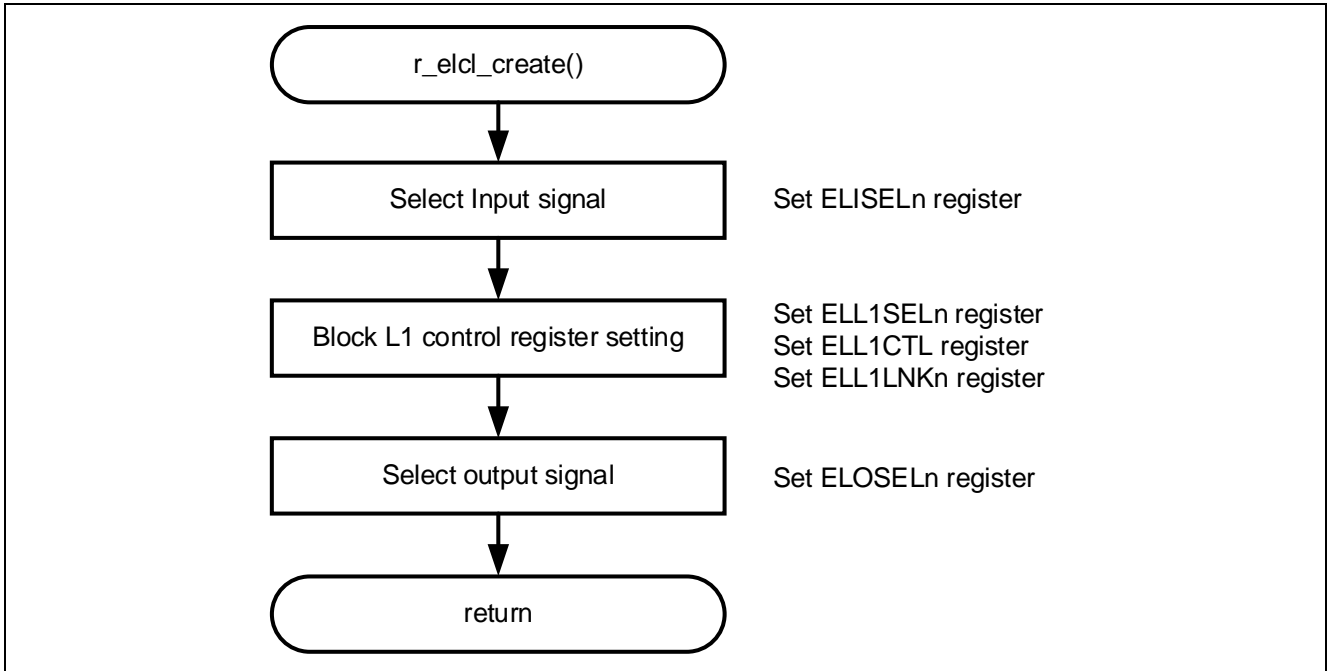 r_elcl_create()
Select Input signal
Set ELISELn register
Block L1 control register setting
Set ELL1SELn register
Set ELL1CTL register
Set ELL1LNKn register
Select output signal
Set ELOSELn register
return